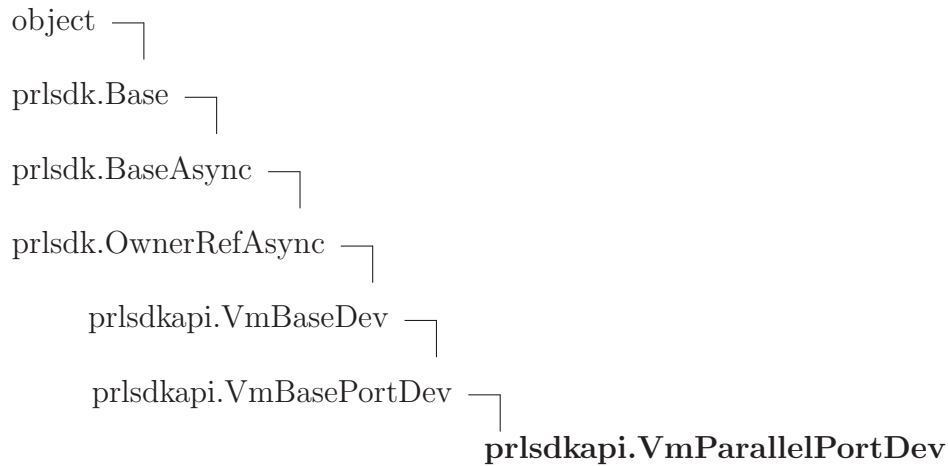 object
prlsdk.Base
prlsdk.BaseAsync
prlsdk.OwnerRefAsync
prlsdkapi.VmBaseDev
prlsdkapi.VmBasePortDev
prlsdkapi.VmParallelPortDev